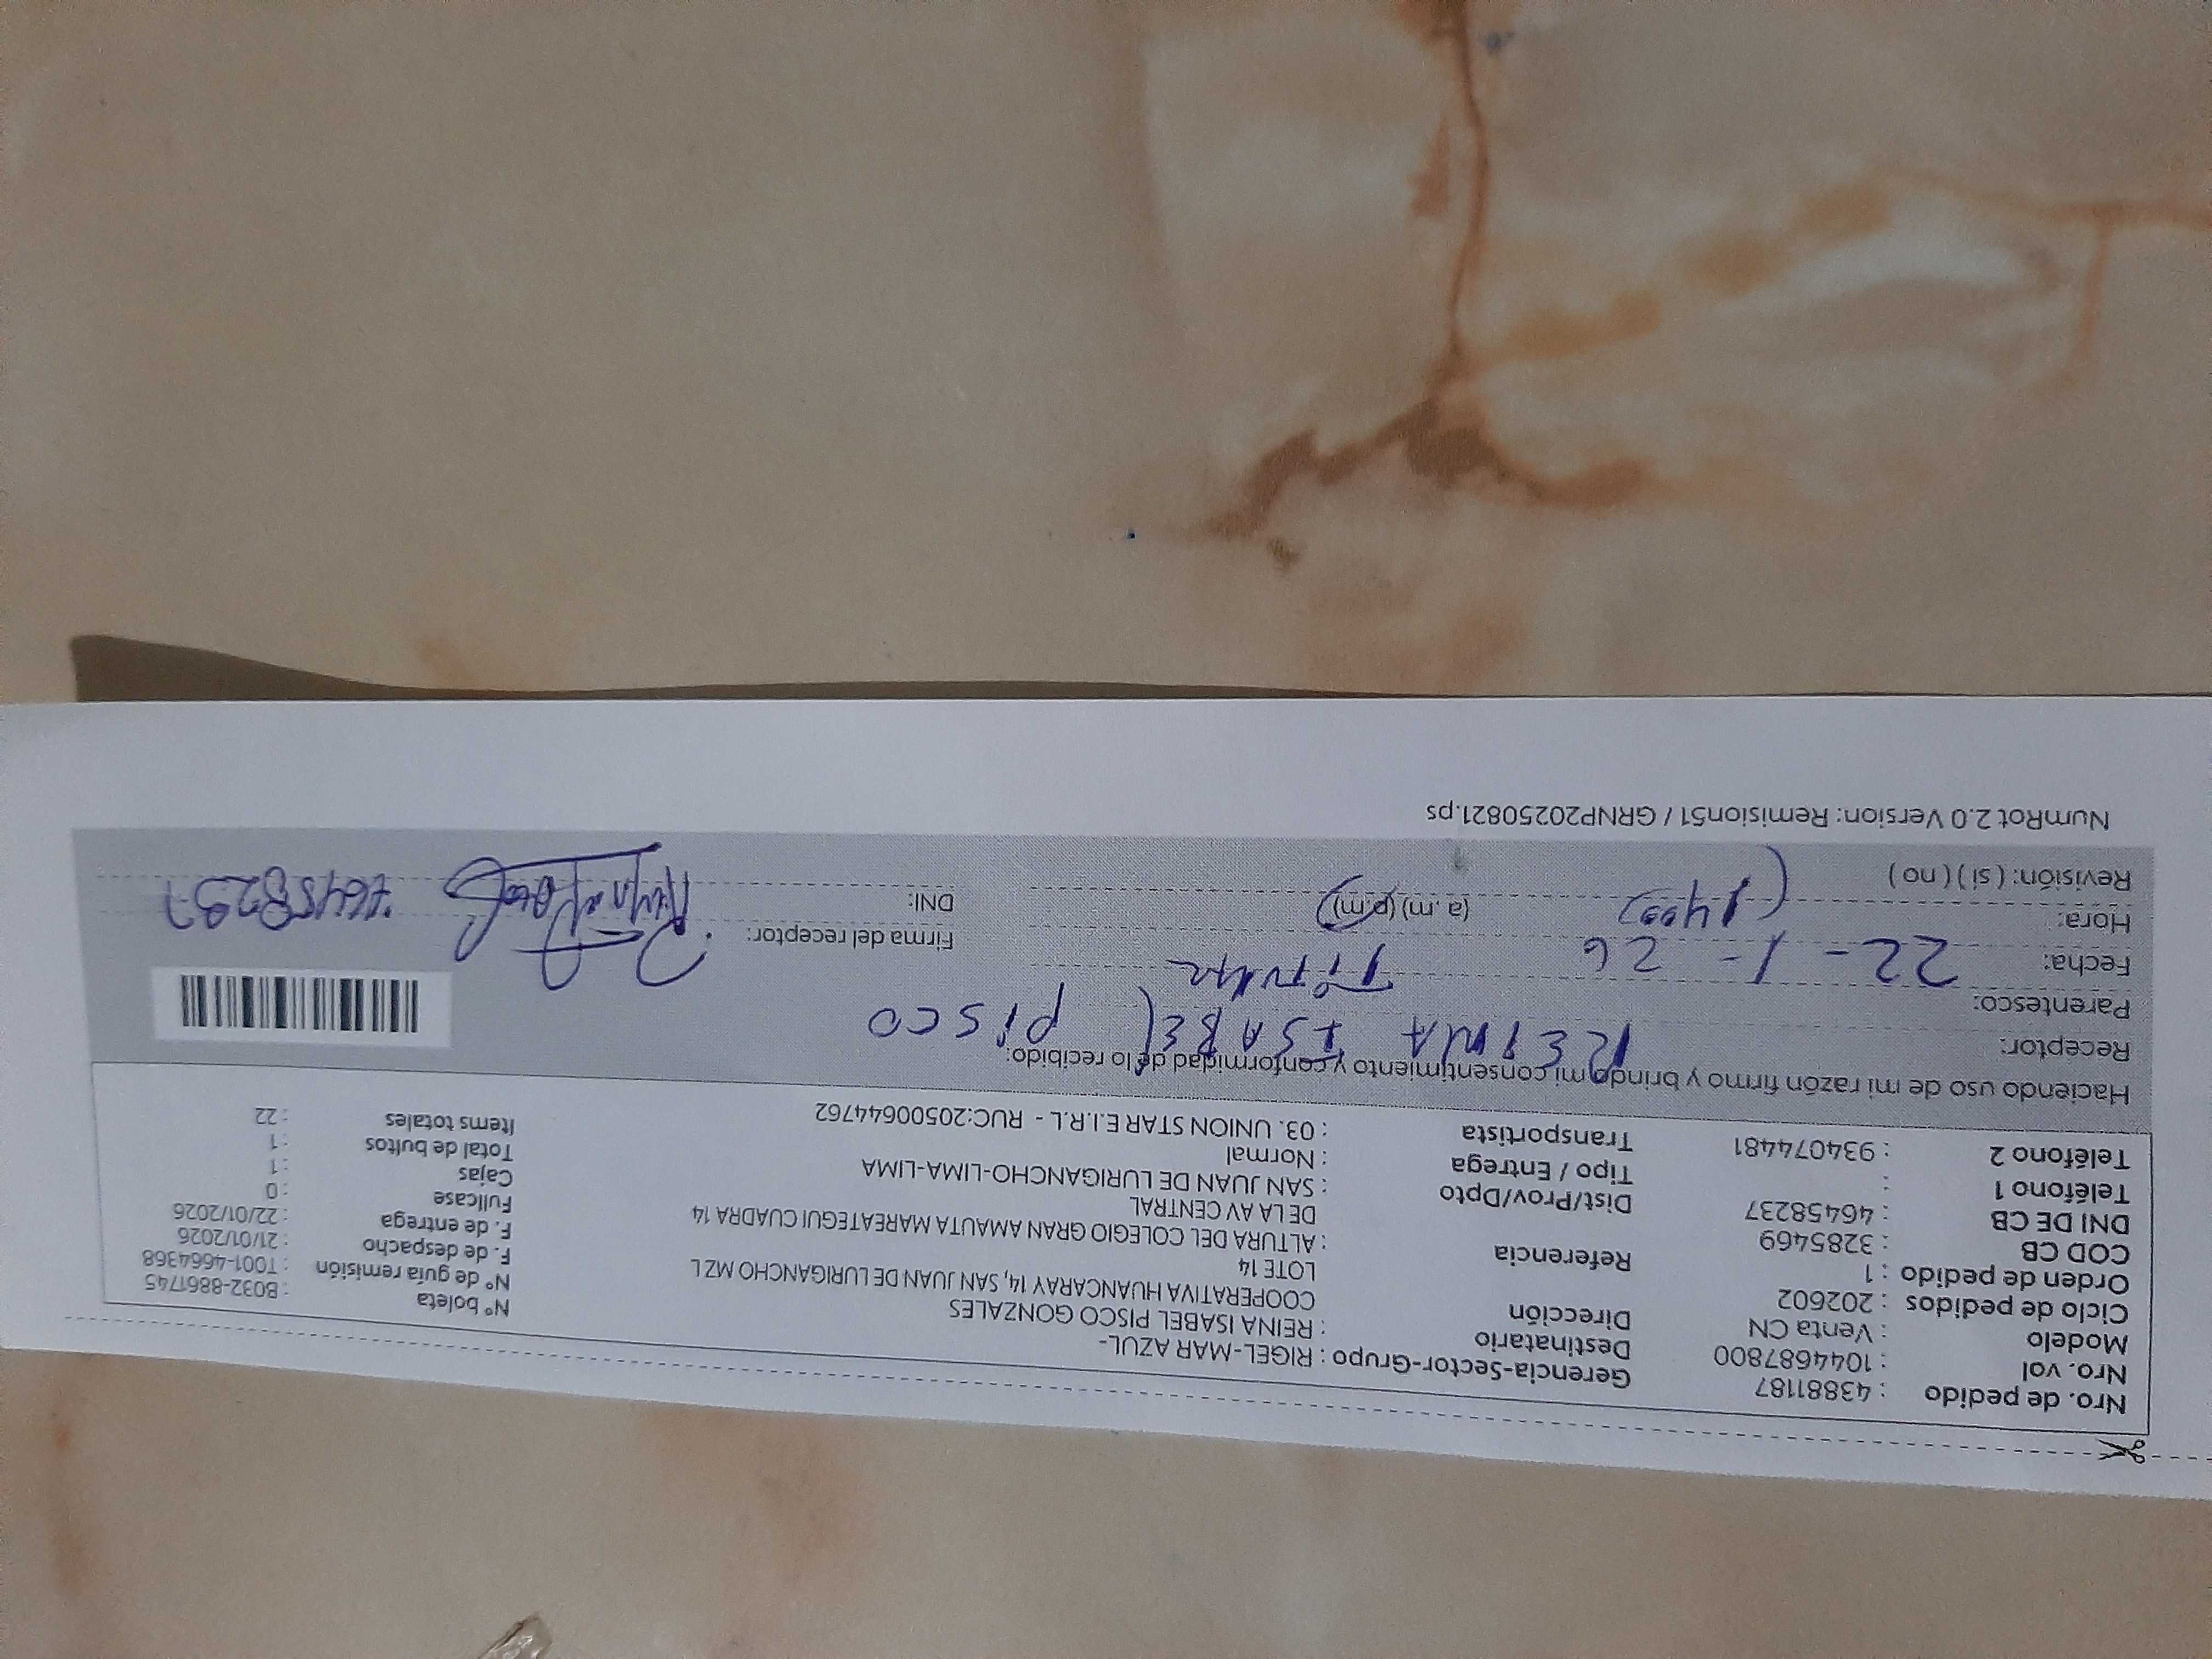 Nro. de pedido : 43881187
Nro. vol : 1044687800
Modelo : Venta CN
Ciclo de pedidos : 202602
Orden de pedido : 1
COD CB : 3285469
DNI DE CB : 46458237
Teléfono 1 :
Teléfono 2 : 934074481
Gerencia-Sector-Grupo : RIGEL-MAR AZUL-
Destinatario : REINA ISABEL PISCO GONZALES
Dirección COOPERATIVA HUANCARAY 14, SAN JUAN DE LURIGANCHO MZ L
LOTE 14
Referencia : ALTURA DEL COLEGIO GRAN AMAUTA MAREATEGUI CUADRA 14
DE LA AV CENTRAL
Dist/Prov/Dpto : SAN JUAN DE LURIGANCHO-LIMA-LIMA
Tipo / Entrega : Normal
Transportista : 03. UNION STAR E.I.R.L - RUC:20500644762
N° boleta : B032-8861745
N° de guía remisión : T001-4664368
F. de despacho : 21/01/2026
F. de entrega : 22/01/2026
Fullcase : 0
Cajas : 1
Total de bultos : 1
Items totales : 22
Haciendo uso de mi razón firmo y brindo mi consentimiento y conformidad de lo recibido:
Receptor: REINA ISABEL PISCO
Parentesco:
Fecha: 22-1-26
Hora: (a.m) (p.m)
Revisión: ( si ) ( no )
Firma del receptor:
DNI:
NumRot 2.0 Version: Remision51 / GRNP20250821.ps